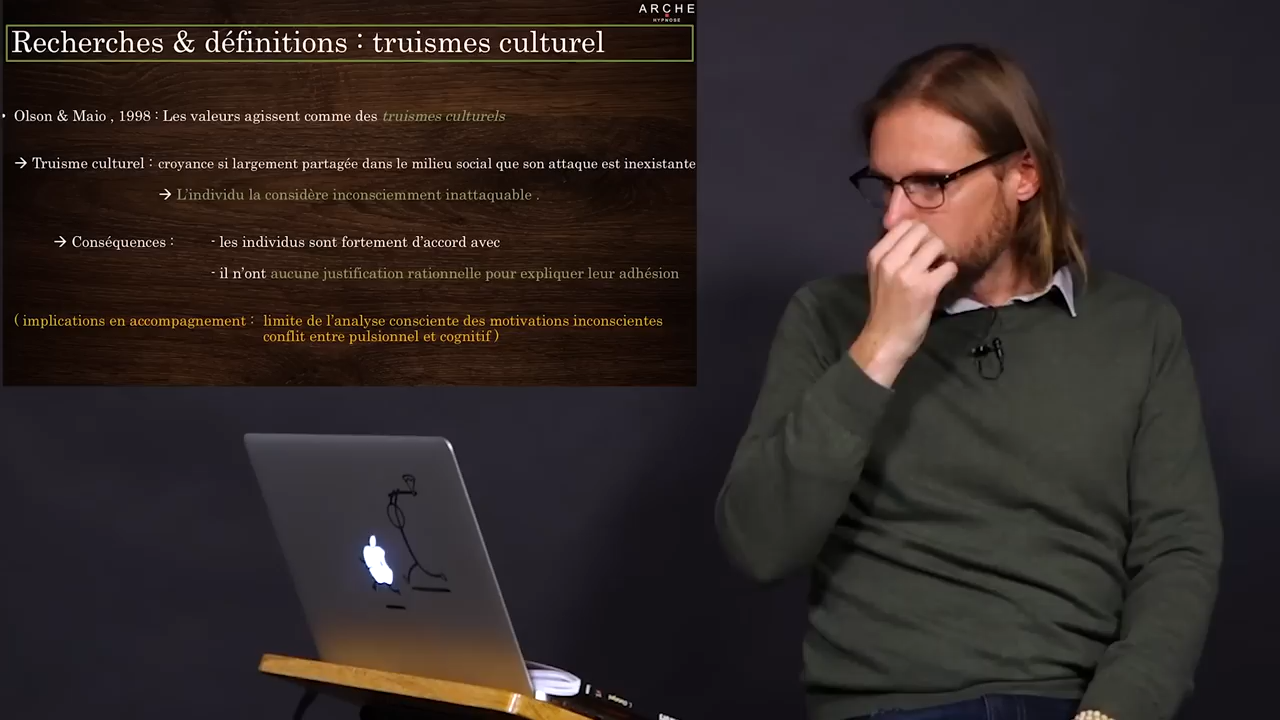 ARCHE
HYPNOSE
Recherches & définitions : truismes culturel
• Olson & Maio , 1998 : Les valeurs agissent comme des truismes culturels
→ Truisme culturel : croyance si largement partagée dans le milieu social que son attaque est inexistante
→ L'individu la considère inconsciemment inattaquable .
→ Conséquences : - les individus sont fortement d'accord avec
- il n'ont aucune justification rationnelle pour expliquer leur adhésion
( implications en accompagnement : limite de l'analyse consciente des motivations inconscientes
conflit entre pulsionnel et cognitif )